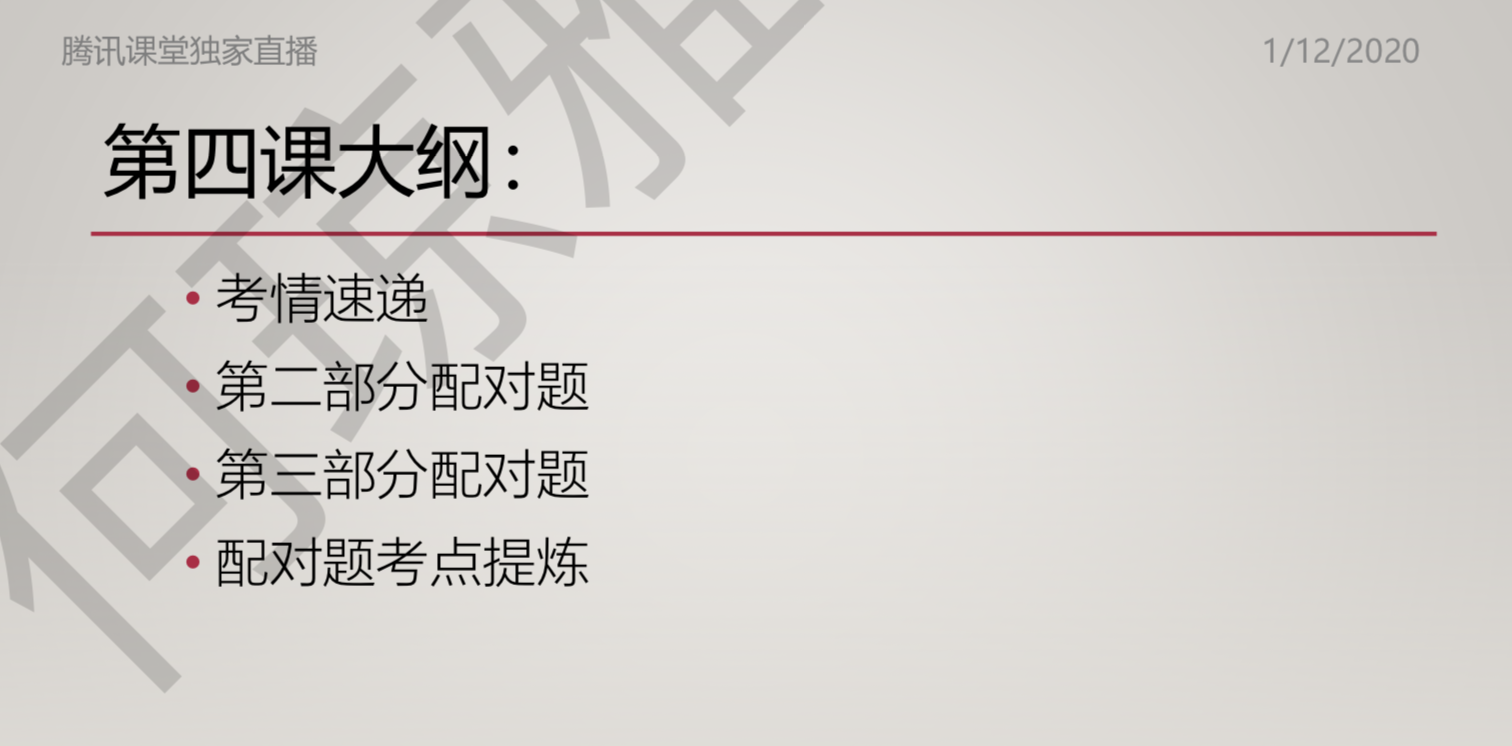 腾讯课堂独家直播
1/12/2020
第四课大纲：
• 考情速递
• 第二部分配对题
• 第三部分配对题
• 配对题考点提炼
何琼雅